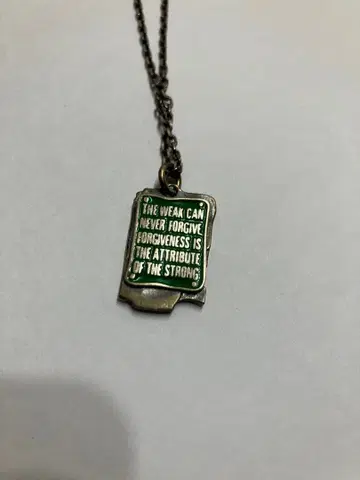 THE WEAK CAN
NEVER FORGIVE
FORGIVENESS IS
THE ATTRIBUTE
OF THE STRONG